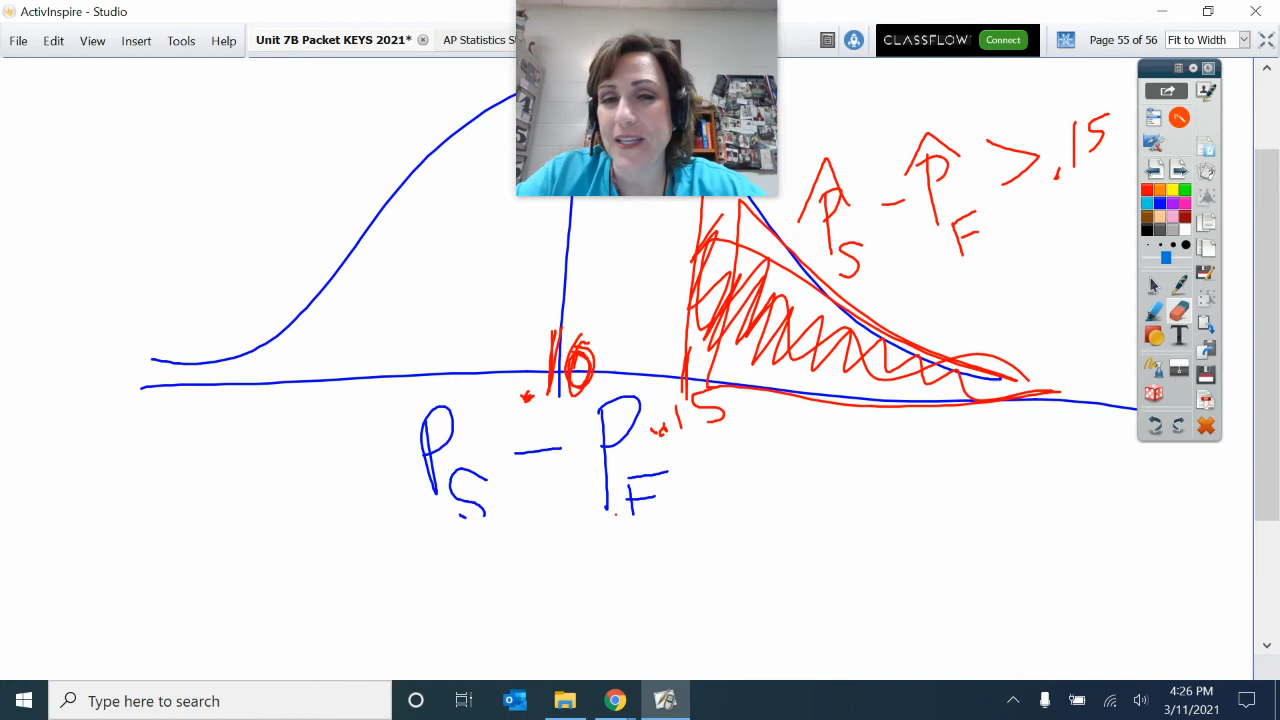 ActivInspire - Studio
File Edit View Insert Tools Help Unit 7B Packet KEYS 2021* AP Statistics S CLASSFLOW Connect Page 55 of 56 Fit to Width
p̂S - p̂F > .15
.10
.15
PS - PF
Type here to search
4:26 PM
3/11/2021